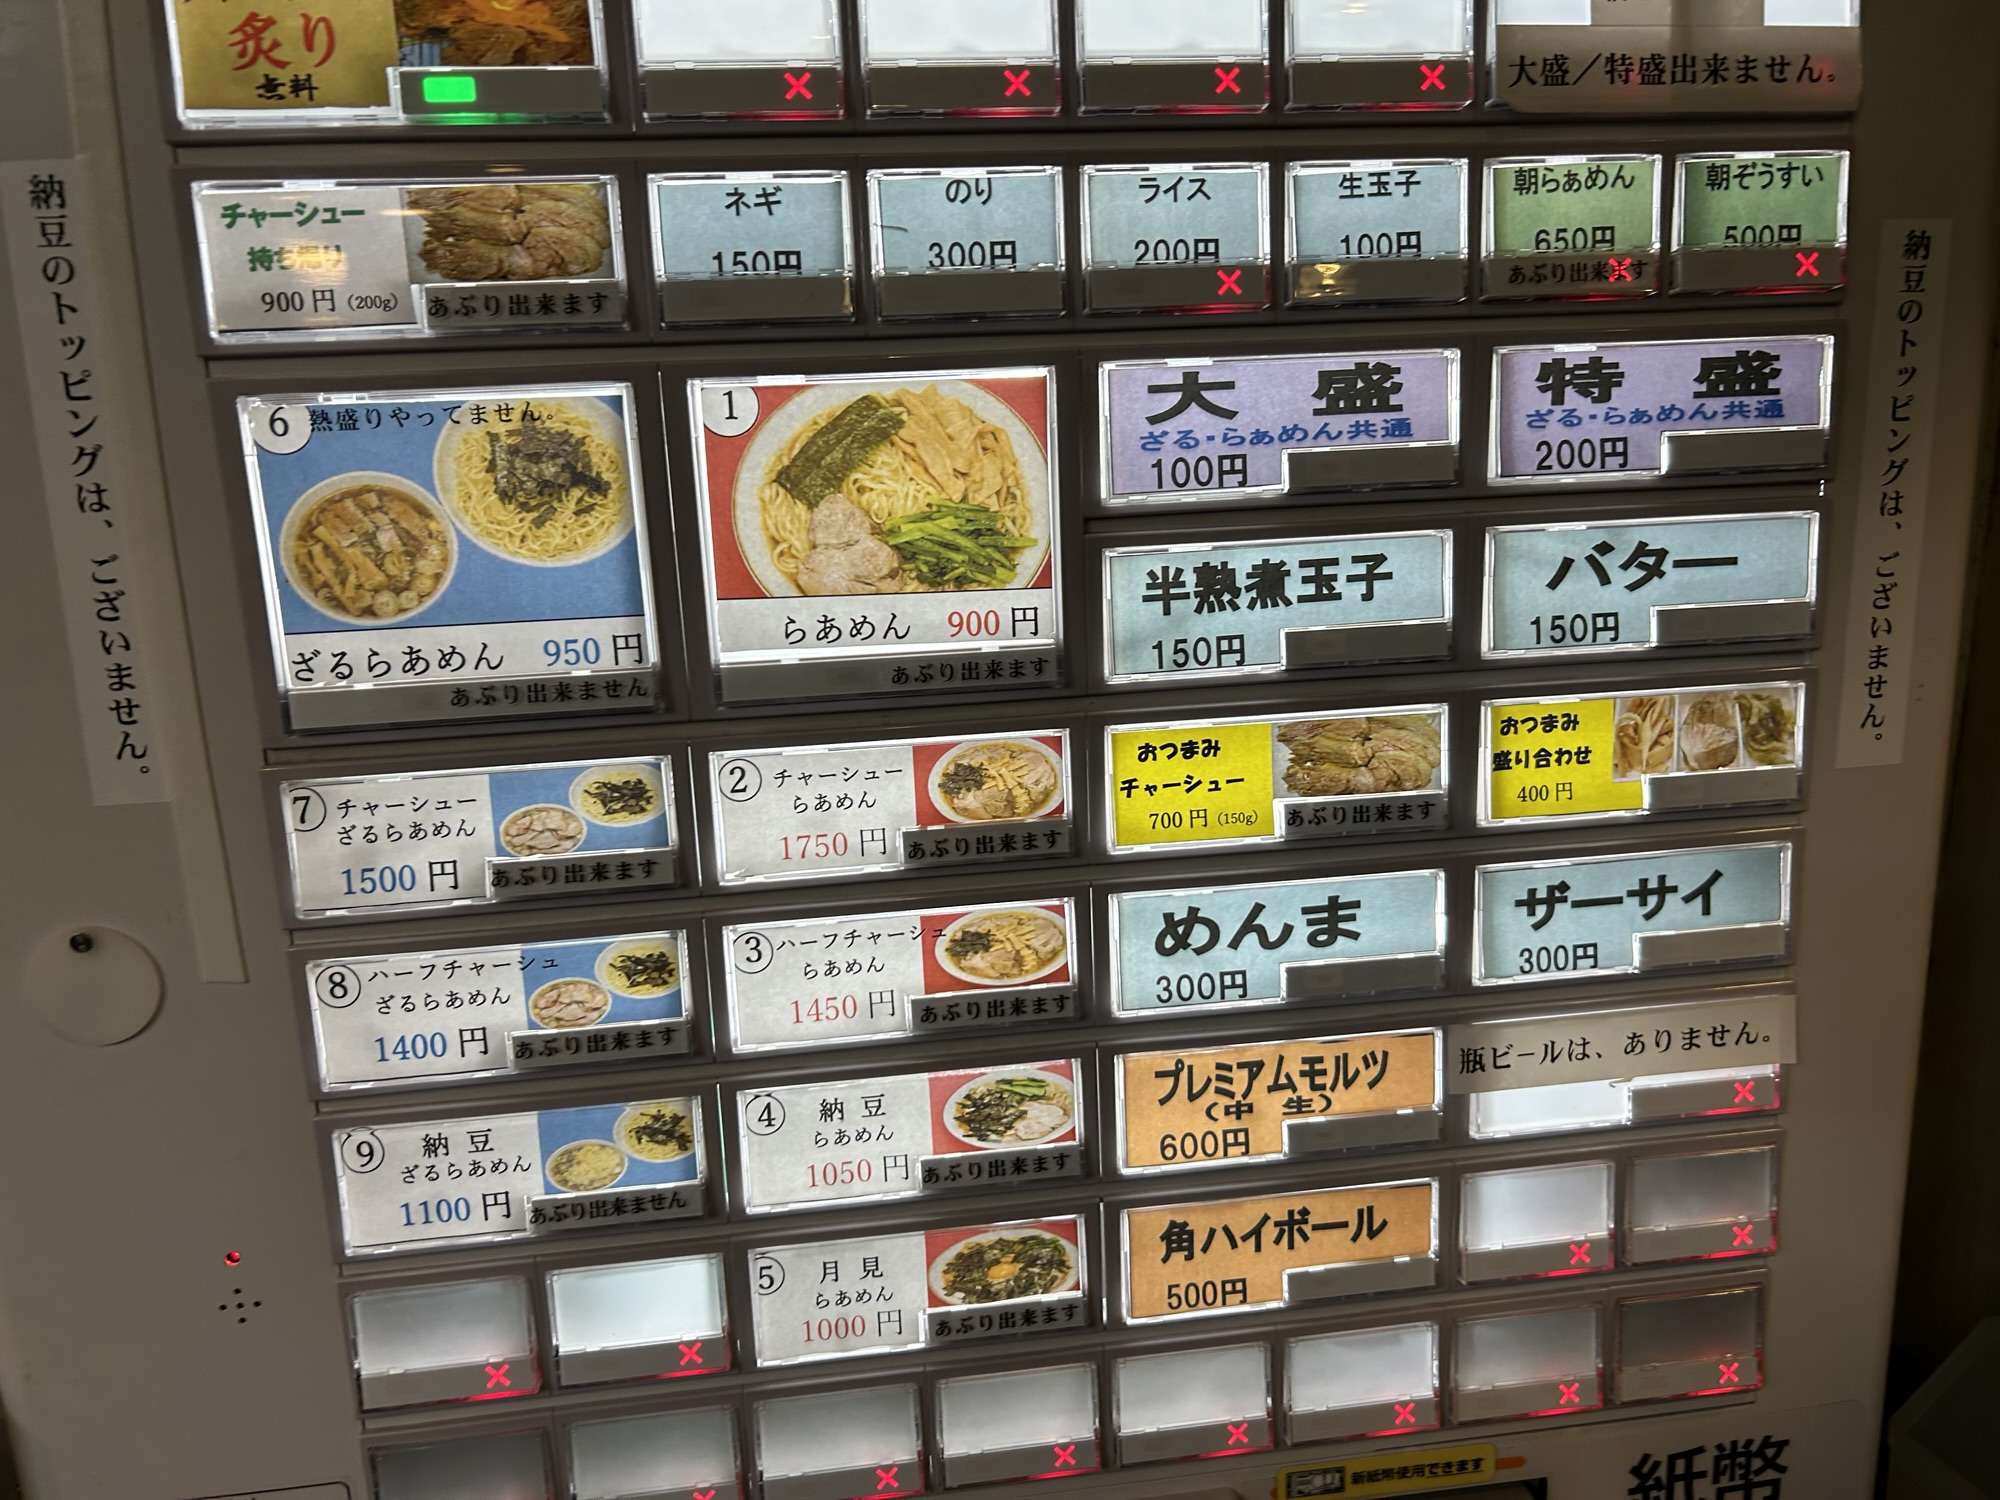 炙り
無料
大盛／特盛出来ません。
納豆のトッピングは、ございません。
チャーシュー
持ち帰り
900円（200g）
あぶり出来ます
ネギ
150円
のり
300円
ライス
200円
生玉子
100円
朝らぁめん
650円
あぶり出来ます
朝ぞうすい
500円
納豆のトッピングは、ございません。
6
熱盛りやってません。
ざるらあめん 950円
あぶり出来ません
1
らあめん 900円
あぶり出来ます
大盛
ざる・らぁめん共通
100円
特盛
ざる・らぁめん共通
200円
半熟煮玉子
150円
バター
150円
⑦ チャーシュー
ざるらあめん
1500円
あぶり出来ます
② チャーシュー
らあめん
1750円
あぶり出来ます
おつまみ
チャーシュー
700円（150g）
あぶり出来ます
おつまみ
盛り合わせ
400円
⑧ ハーフチャーシュ
ざるらあめん
1400円
あぶり出来ます
③ ハーフチャーシュ
らあめん
1450円
あぶり出来ます
めんま
300円
ザーサイ
300円
⑨ 納豆
ざるらあめん
1100円
あぶり出来ません
④ 納豆
らあめん
1050円
あぶり出来ます
プレミアムモルツ
（中 生）
600円
瓶ビールは、ありません。
⑤ 月見
らあめん
1000円
あぶり出来ます
角ハイボール
500円
新紙幣使用できます
紙幣